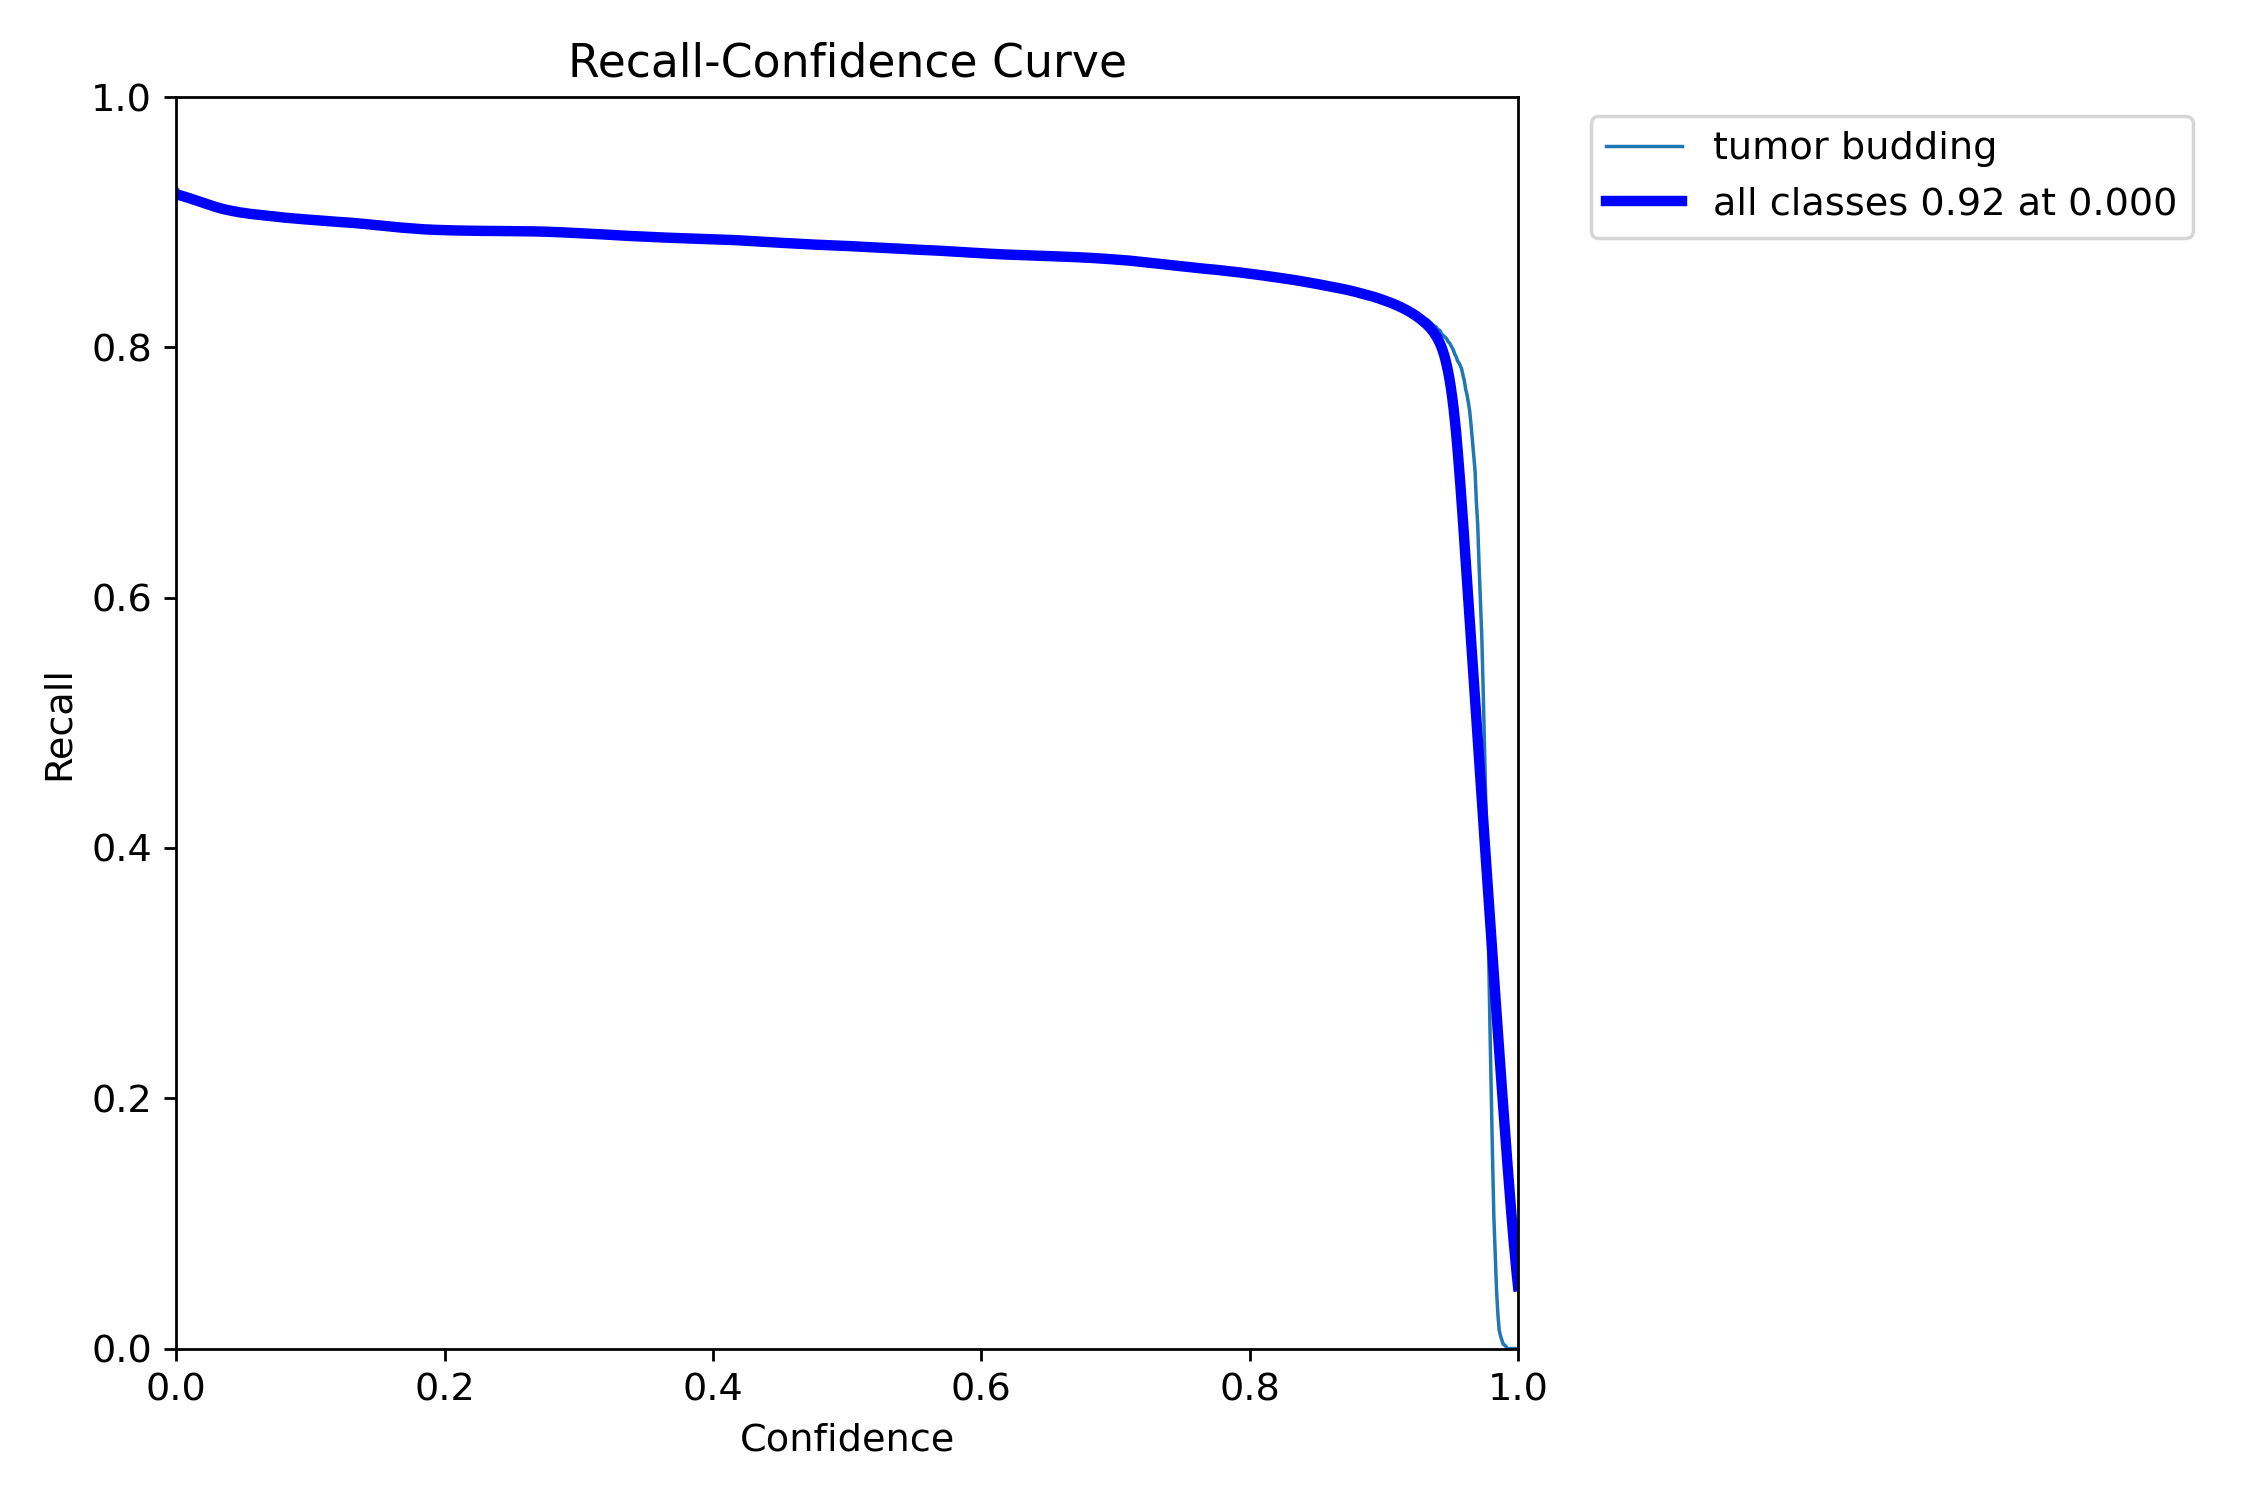 Recall-Confidence Curve
1.0
0.8
0.6
0.4
0.2
0.0
Recall
0.0 0.2 0.4 0.6 0.8 1.0
Confidence
tumor budding
all classes 0.92 at 0.000